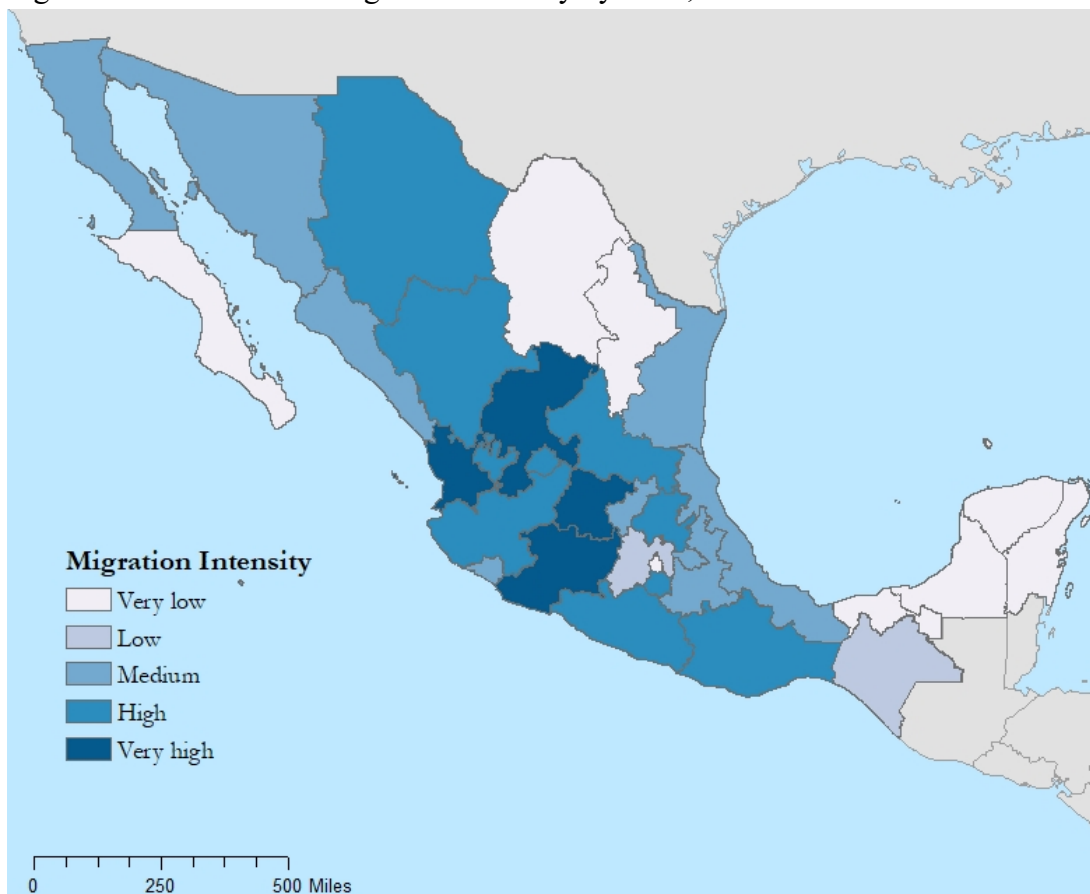 Migration Intensity
Very low
Low
Medium
High
Very high
0 250 500 Miles